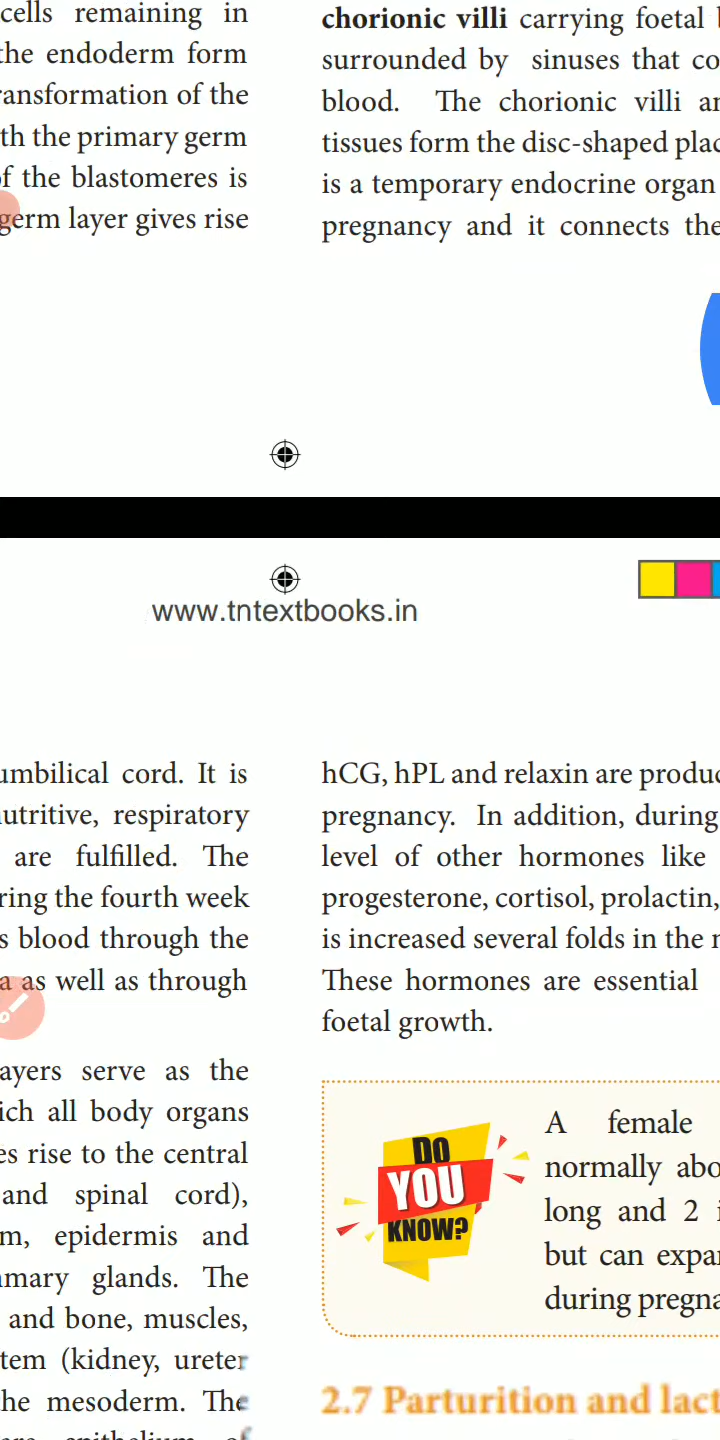 cells remaining in
the endoderm form
ransformation of the
th the primary germ
of the blastomeres is
germ layer gives rise
chorionic villi carrying foetal
surrounded by sinuses that co
blood. The chorionic villi an
tissues form the disc-shaped plac
is a temporary endocrine organ
pregnancy and it connects the
www.tntextbooks.in
umbilical cord. It is
nutritive, respiratory
are fulfilled. The
ring the fourth week
s blood through the
a as well as through
ayers serve as the
ich all body organs
es rise to the central
and spinal cord),
m, epidermis and
mmary glands. The
and bone, muscles,
tem (kidney, ureter
the mesoderm. The
hCG, hPL and relaxin are produc
pregnancy. In addition, during
level of other hormones like
progesterone, cortisol, prolactin,
is increased several folds in the
These hormones are essential
foetal growth.
DO
YOU
KNOW?
A female
normally abo
long and 2 i
but can expan
during pregna
2.7 Parturition and lact